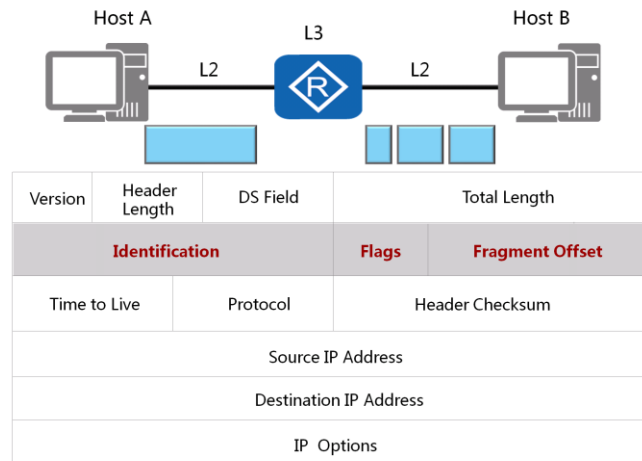 Host A
Host B
L3
L2
L2
R
Version
Header
Length
DS Field
Total Length
Identification
Flags
Fragment Offset
Time to Live
Protocol
Header Checksum
Source IP Address
Destination IP Address
IP Options